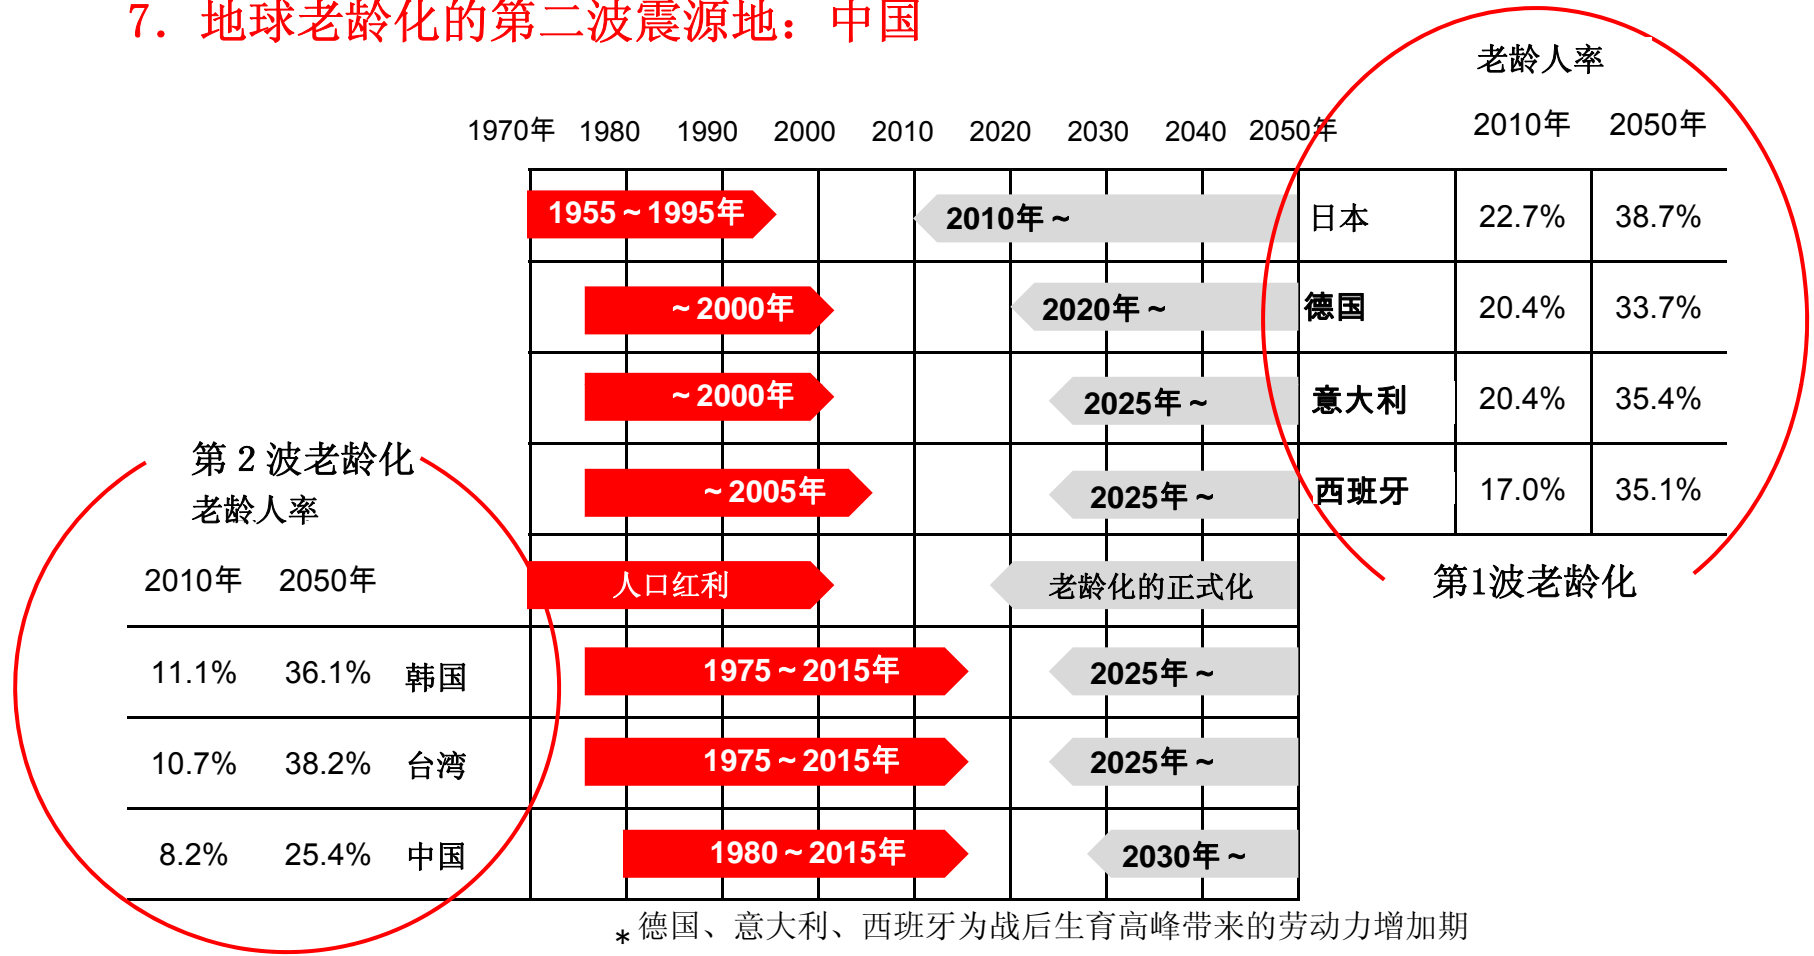 7. 地球老龄化的第二波震源地：中国
老龄人率
1970年 1980 1990 2000 2010 2020 2030 2040 2050年 2010年 2050年
1955～1995年 2010年～ 日本 22.7% 38.7%
～2000年 2020年～ 德国 20.4% 33.7%
～2000年 2025年～ 意大利 20.4% 35.4%
第２波老龄化
老龄人率
～2005年 2025年～ 西班牙 17.0% 35.1%
2010年 2050年 人口红利 老龄化的正式化 第1波老龄化
11.1% 36.1% 韩国 1975～2015年 2025年～
10.7% 38.2% 台湾 1975～2015年 2025年～
8.2% 25.4% 中国 1980～2015年 2030年～
* 德国、意大利、西班牙为战后生育高峰带来的劳动力增加期